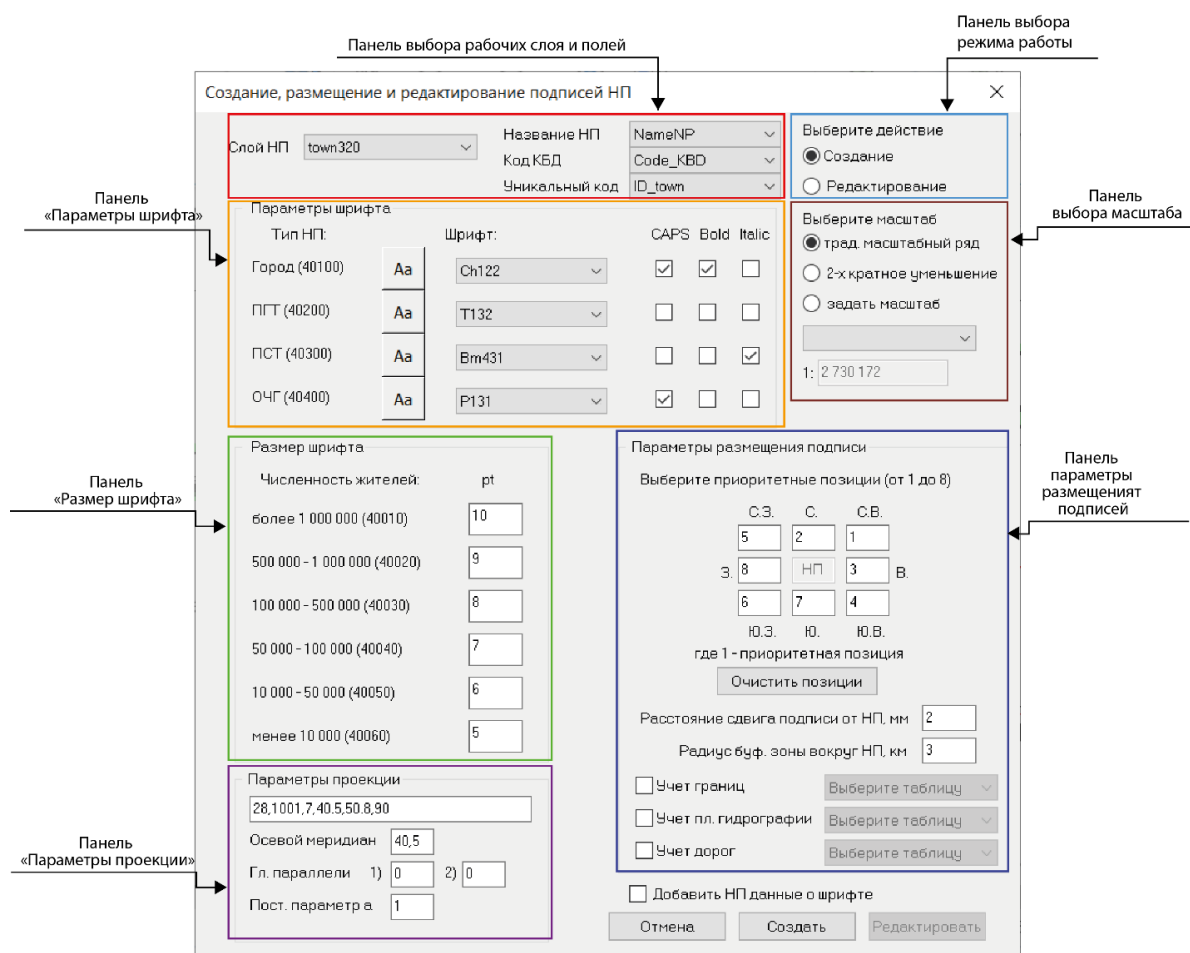 Панель выбора рабочих слоя и полей
Панель выбора
режима работы
Создание, размещение и редактирование подписей НП
Слой НП town320
Название НП NameNP
Код КБД Code_KBD
Уникальный код ID_town
Выберите действие
Создание
Редактирование
Панель
«Параметры шрифта»
Параметры шрифта
Тип НП: Шрифт: CAPS Bold Italic
Город (40100) Aa Ch122
ПГТ (40200) Aa T132
ПСТ (40300) Aa Bm431
ОЧГ (40400) Aa P131
Панель
выбора масштаба
Выберите масштаб
трад. масштабный ряд
2-х кратное уменьшение
задать масштаб
1: 2 730 172
Панель
«Размер шрифта»
Размер шрифта
Численность жителей: pt
более 1 000 000 (40010) 10
500 000 - 1 000 000 (40020) 9
100 000 - 500 000 (40030) 8
50 000 - 100 000 (40040) 7
10 000 - 50 000 (40050) 6
менее 10 000 (40060) 5
Панель
параметры
размещеният
подписей
Параметры размещения подписи
Выберите приоритетные позиции (от 1 до 8)
С.З. С. С.В.
5 2 1
З. 8 НП 3 В.
6 7 4
Ю.З. Ю. Ю.В.
где 1 - приоритетная позиция
Очистить позиции
Расстояние сдвига подписи от НП, мм 2
Радиус буф. зоны вокруг НП, км 3
Учет границ Выберите таблицу
Учет пл. гидрографии Выберите таблицу
Учет дорог Выберите таблицу
Панель
«Параметры проекции»
Параметры проекции
28,1001,7,40.5,50.8,90
Осевой меридиан 40,5
Гл. параллели 1) 0 2) 0
Пост. параметр а 1
Добавить НП данные о шрифте
Отмена Создать Редактировать